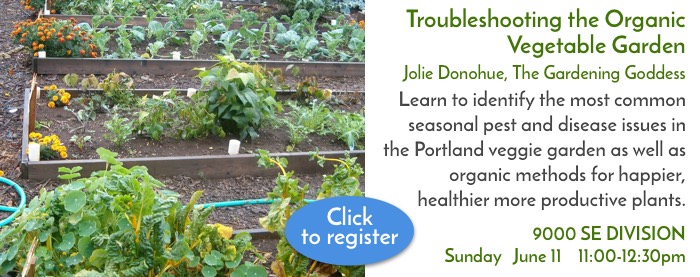 Troubleshooting the Organic
Vegetable Garden
Jolie Donohue, The Gardening Goddess
Learn to identify the most common
seasonal pest and disease issues in
the Portland veggie garden as well as
organic methods for happier,
healthier more productive plants.
Click
to register
9000 SE DIVISION
Sunday June 11 11:00-12:30pm